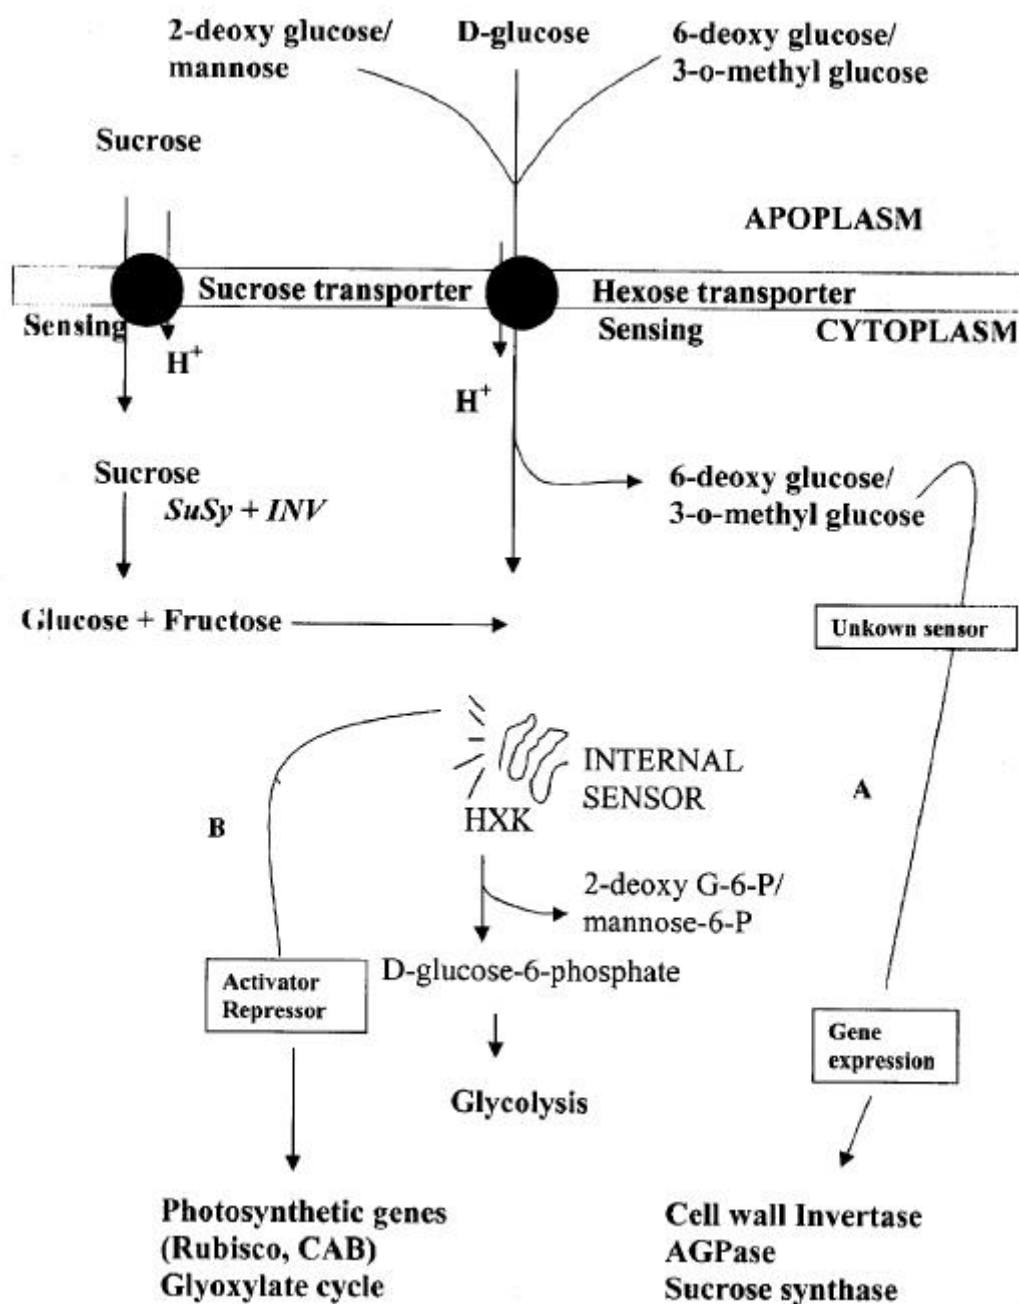 2-deoxy glucose/
mannose
D-glucose
6-deoxy glucose/
3-o-methyl glucose
Sucrose
APOPLASM
Sucrose transporter
Hexose transporter
Sensing
Sensing
CYTOPLASM
H+
H+
Sucrose
SuSy + INV
6-deoxy glucose/
3-o-methyl glucose
Glucose + Fructose
Unkown sensor
INTERNAL
SENSOR
HXK
A
B
2-deoxy G-6-P/
mannose-6-P
D-glucose-6-phosphate
Activator
Repressor
Gene
expression
Glycolysis
Photosynthetic genes
(Rubisco, CAB)
Glyoxylate cycle
Cell wall Invertase
AGPase
Sucrose synthase